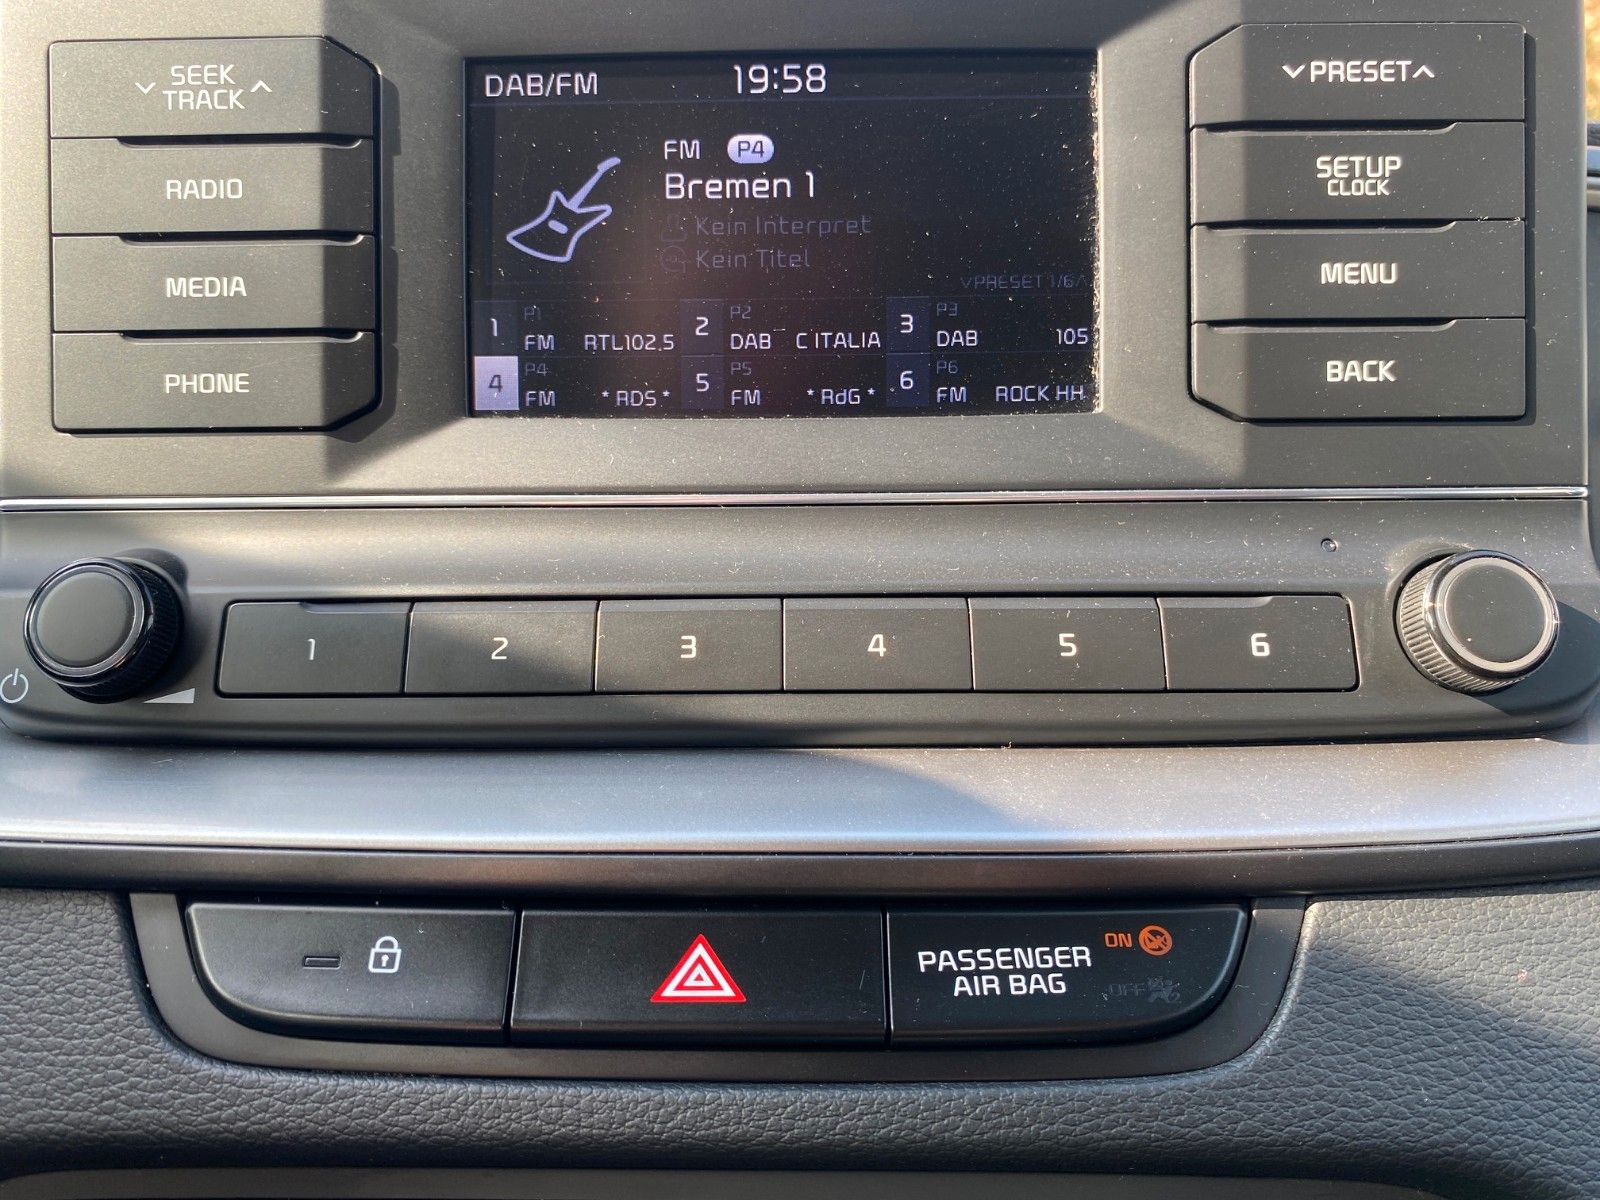 SEEK
TRACK
RADIO
MEDIA
PHONE
DAB/FM 19:58
FM P4
Bremen 1
Kein Interpret
Kein Titel
PRESET 1/6
1 P1 FM RTL102.5
2 P2 DAB C ITALIA
3 P3 DAB 105
4 P4 FM * RDS *
5 P5 FM * RdG *
6 P6 FM ROCK HH
PRESET
SETUP
CLOCK
MENU
BACK
1 2 3 4 5 6
PASSENGER
AIR BAG
ON
OFF